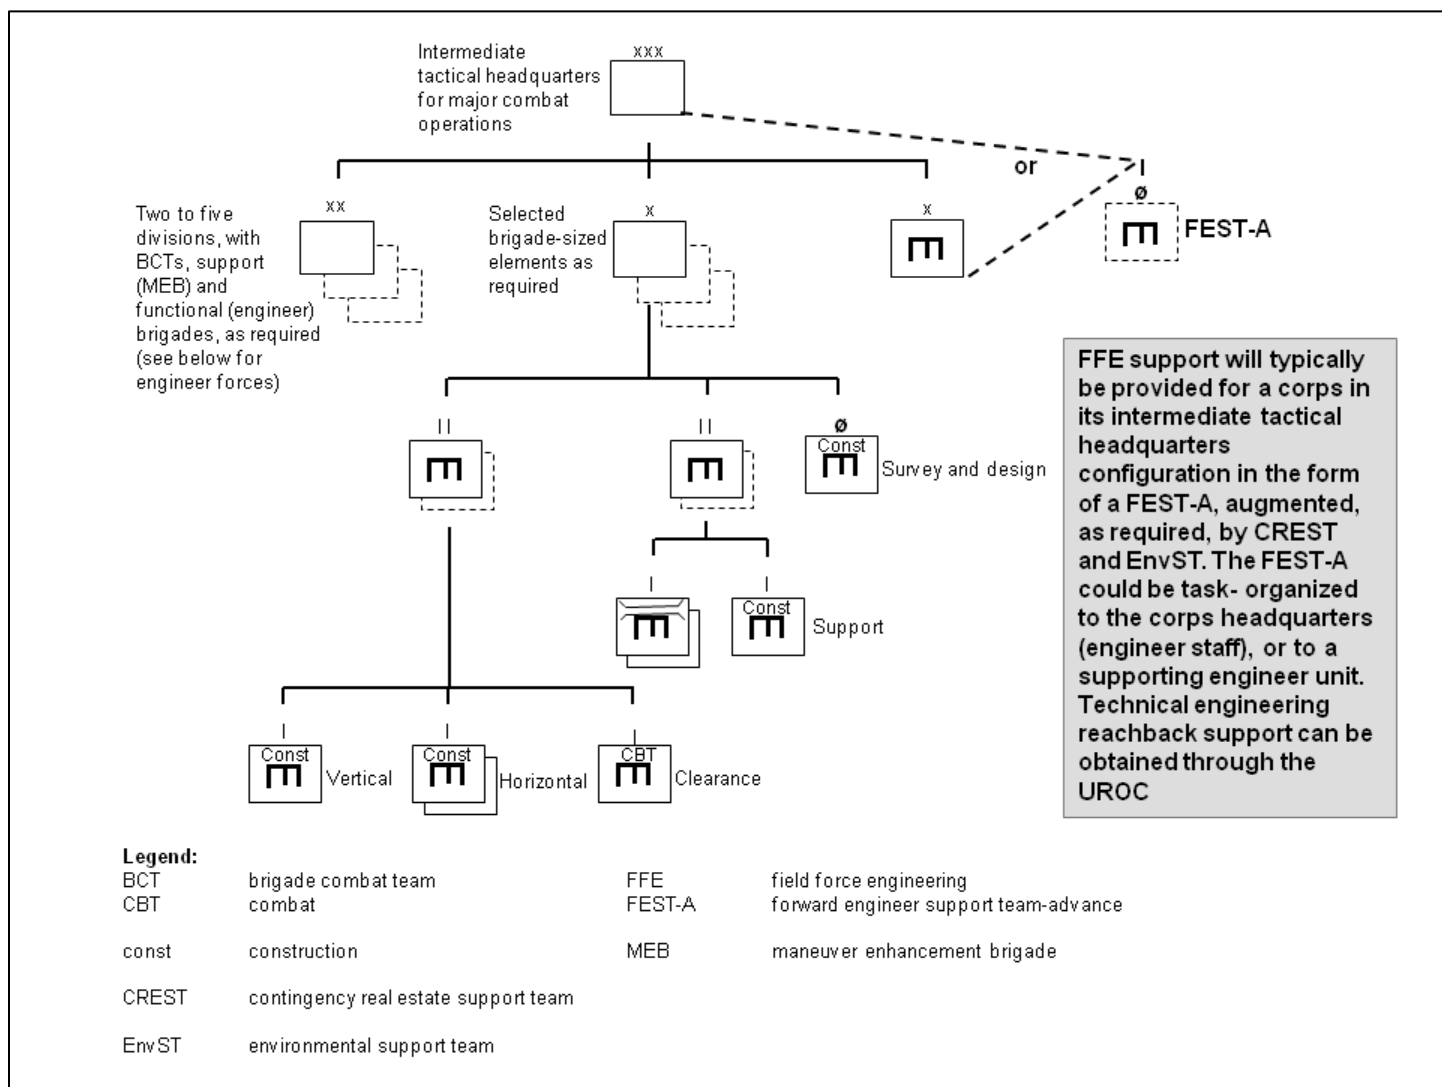 Intermediate
tactical headquarters
for major combat
operations
xxx
or
ø
FEST-A
Two to five
divisions, with
BCTs, support
(MEB) and
functional (engineer)
brigades, as required
(see below for
engineer forces)
xx
Selected
brigade-sized
elements as
required
x
x
FFE support will typically
be provided for a corps in
its intermediate tactical
headquarters
configuration in the form
of a FEST-A, augmented,
as required, by CREST
and EnvST. The FEST-A
could be task- organized
to the corps headquarters
(engineer staff), or to a
supporting engineer unit.
Technical engineering
reachback support can be
obtained through the
UROC
| |
| |
ø
Const
Survey and design
|
|
Const
Support
|
|
|
Const
Vertical
Const
Horizontal
CBT
Clearance
Legend:
BCT brigade combat team
CBT combat
const construction
CREST contingency real estate support team
EnvST environmental support team
FFE field force engineering
FEST-A forward engineer support team-advance
MEB maneuver enhancement brigade